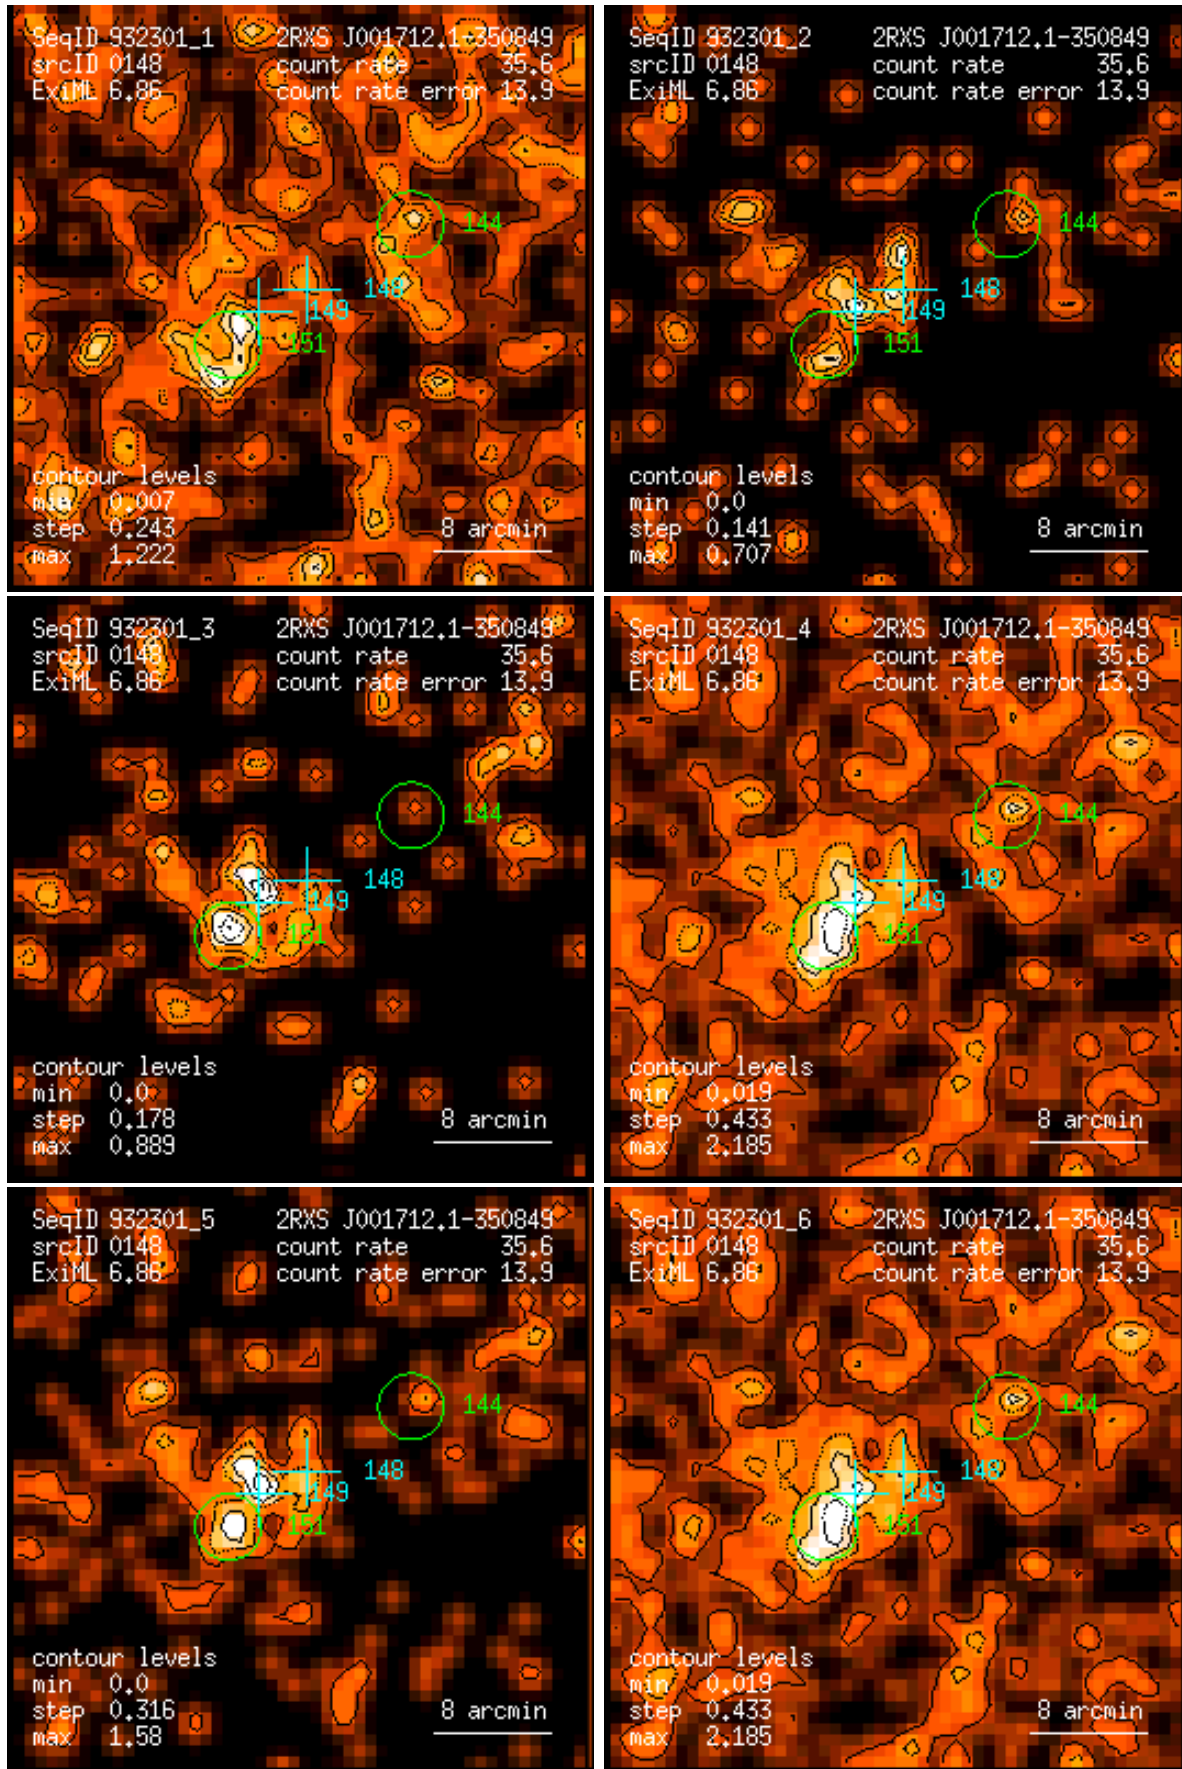 SeqID 932301_1 2RXS J001712.1-350849
srcID 0148 count rate 35.6
ExiML 6.86 count rate error 13.9
144
148
149
151
contour levels
min 0.007
step 0.243
max 1.222
8 arcmin
SeqID 932301_2 2RXS J001712.1-350849
srcID 0148 count rate 35.6
ExiML 6.86 count rate error 13.9
144
148
149
151
contour levels
min 0.0
step 0.141
max 0.707
8 arcmin
SeqID 932301_3 2RXS J001712.1-350849
srcID 0148 count rate 35.6
ExiML 6.86 count rate error 13.9
144
148
149
151
contour levels
min 0.0
step 0.178
max 0.889
8 arcmin
SeqID 932301_4 2RXS J001712.1-350849
srcID 0148 count rate 35.6
ExiML 6.86 count rate error 13.9
144
148
149
151
contour levels
min 0.019
step 0.433
max 2.185
8 arcmin
SeqID 932301_5 2RXS J001712.1-350849
srcID 0148 count rate 35.6
ExiML 6.86 count rate error 13.9
144
148
149
151
contour levels
min 0.0
step 0.316
max 1.58
8 arcmin
SeqID 932301_6 2RXS J001712.1-350849
srcID 0148 count rate 35.6
ExiML 6.86 count rate error 13.9
144
148
149
151
contour levels
min 0.019
step 0.433
max 2.185
8 arcmin